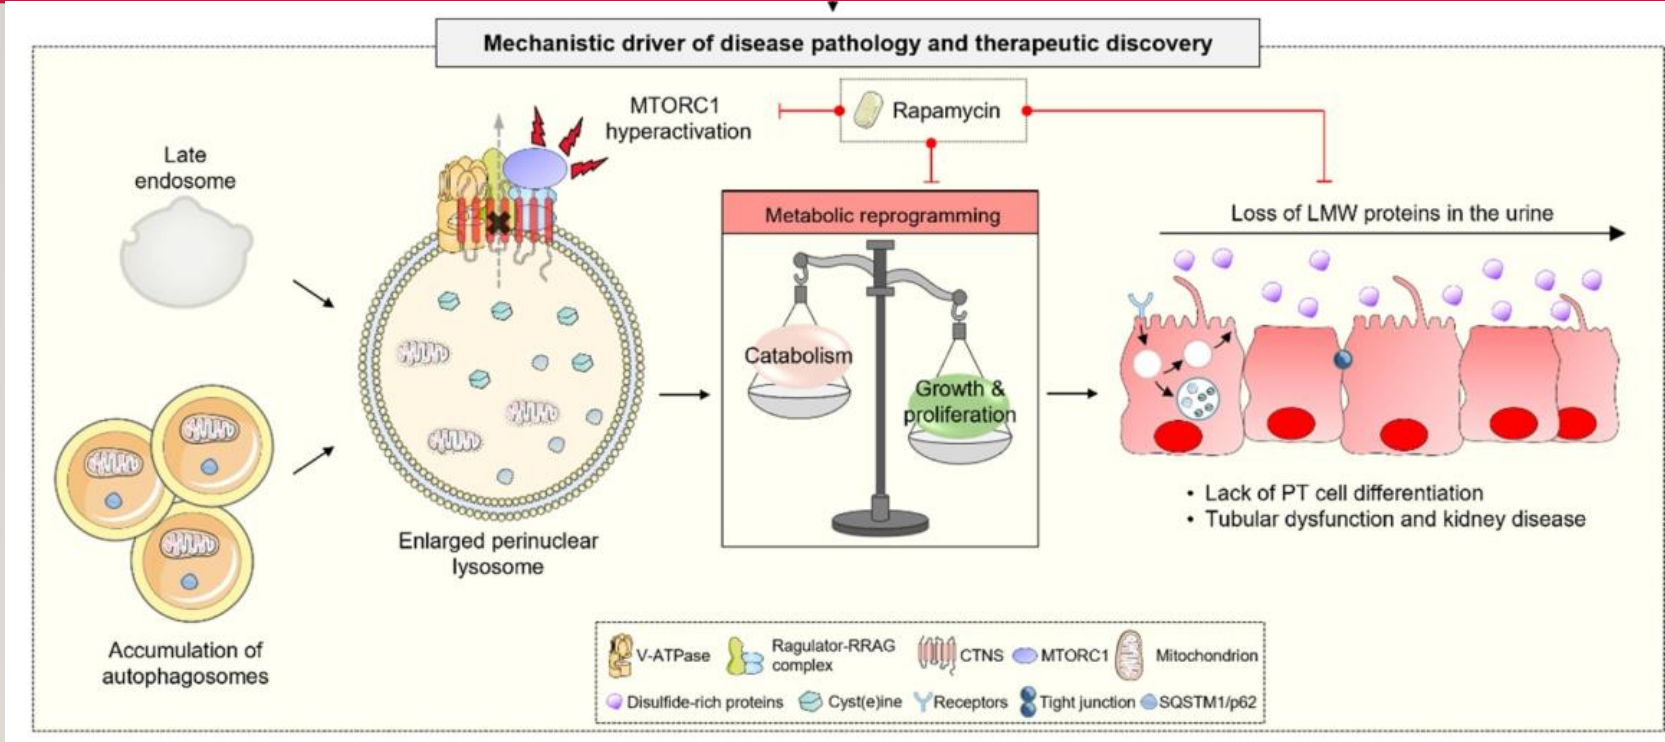 Mechanistic driver of disease pathology and therapeutic discovery
MTORC1
hyperactivation
Rapamycin
Late
endosome
Metabolic reprogramming
Loss of LMW proteins in the urine
Catabolism
Growth &
proliferation
Enlarged perinuclear
lysosome
• Lack of PT cell differentiation
• Tubular dysfunction and kidney disease
Accumulation of
autophagosomes
V-ATPase
Ragulator-RRAG
complex
CTNS
MTORC1
Mitochondrion
Disulfide-rich proteins
Cyst(e)ine
Receptors
Tight junction
SQSTM1/p62